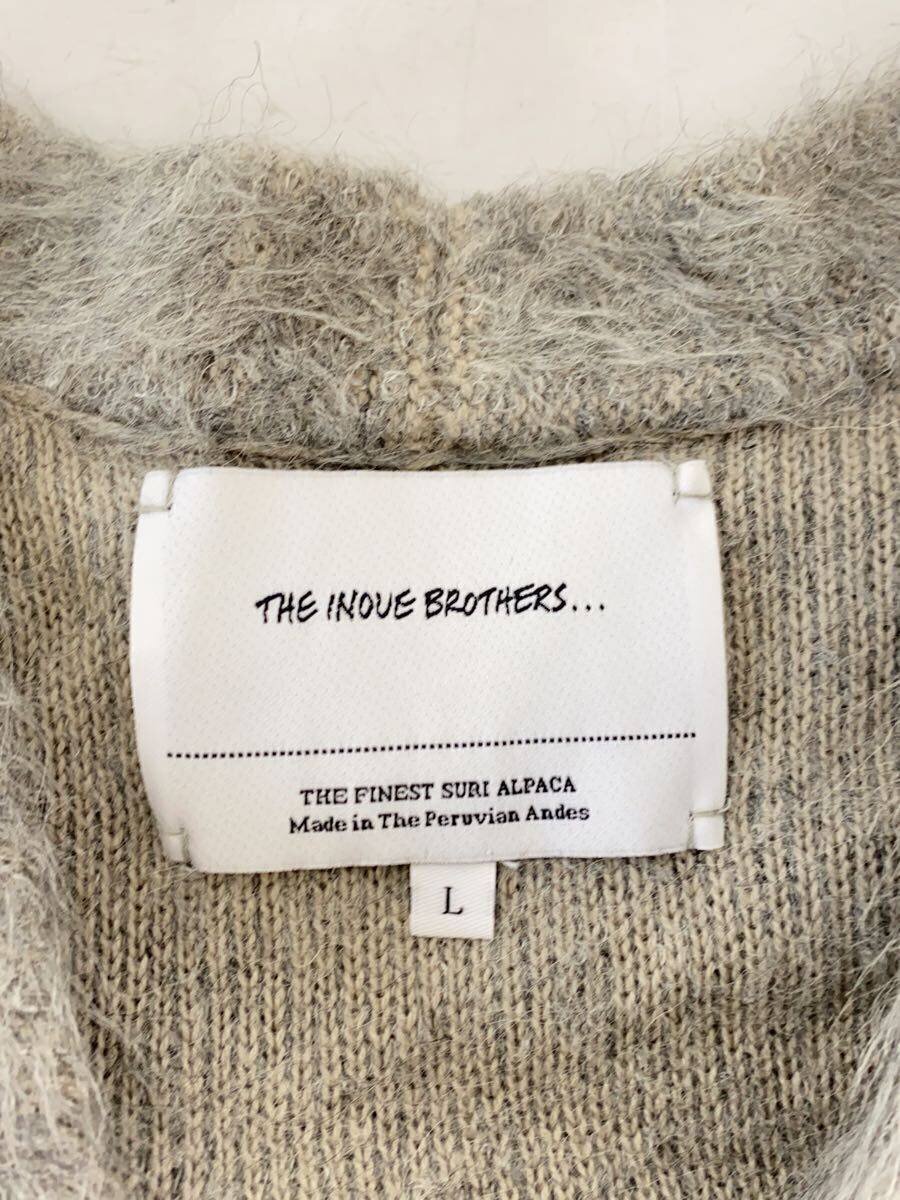 THE INOUE BROTHERS...
THE FINEST SURI ALPACA
Made in The Peruvian Andes
L